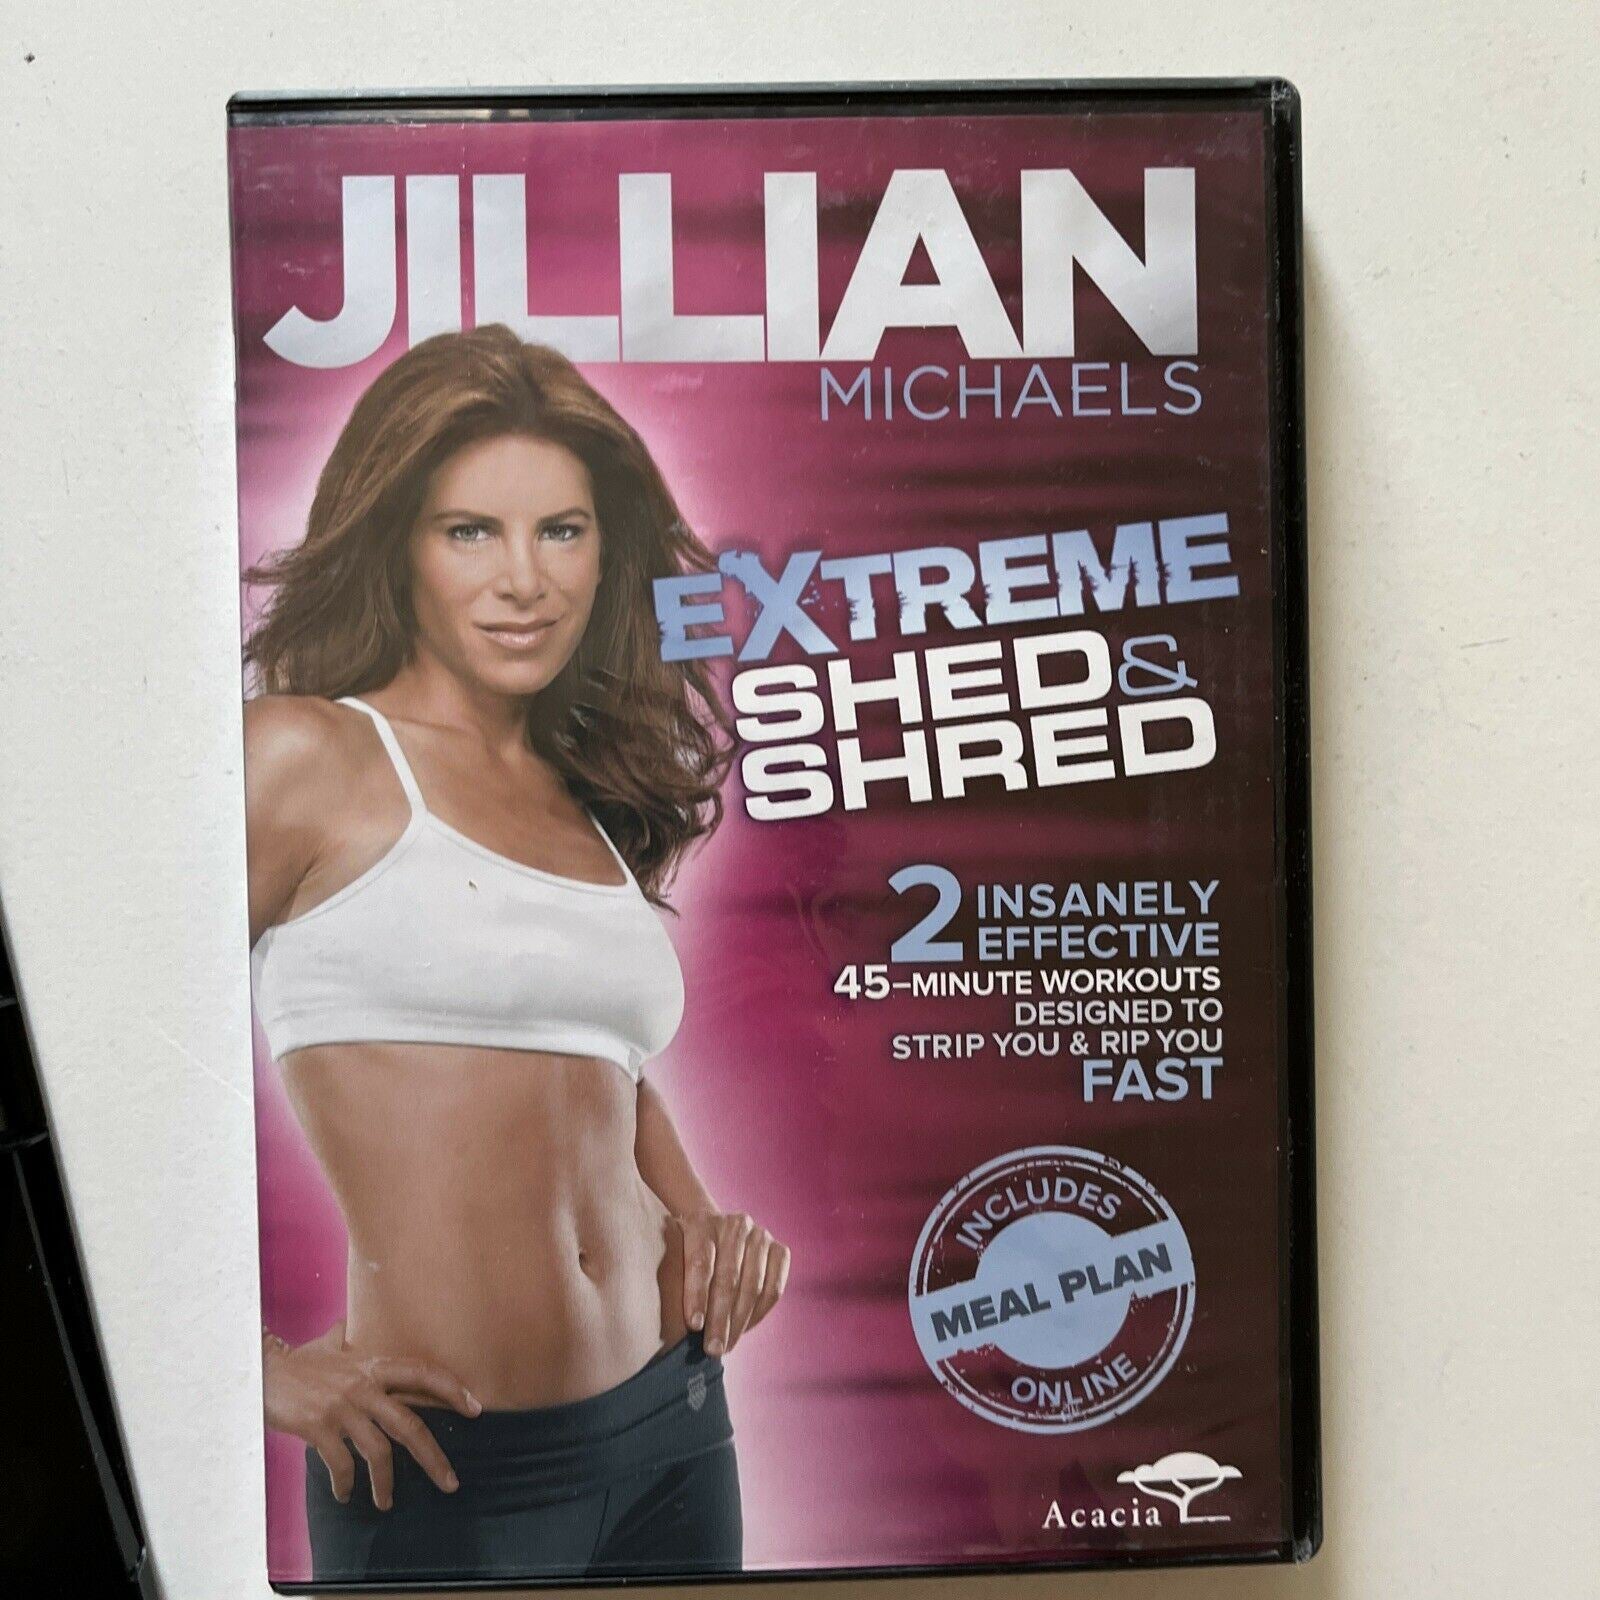 JILLIAN
MICHAELS
EXTREME
SHED &
SHRED
2 INSANELY
EFFECTIVE
45-MINUTE WORKOUTS
DESIGNED TO
STRIP YOU & RIP YOU
FAST
INCLUDES
MEAL PLAN
ONLINE
Acacia